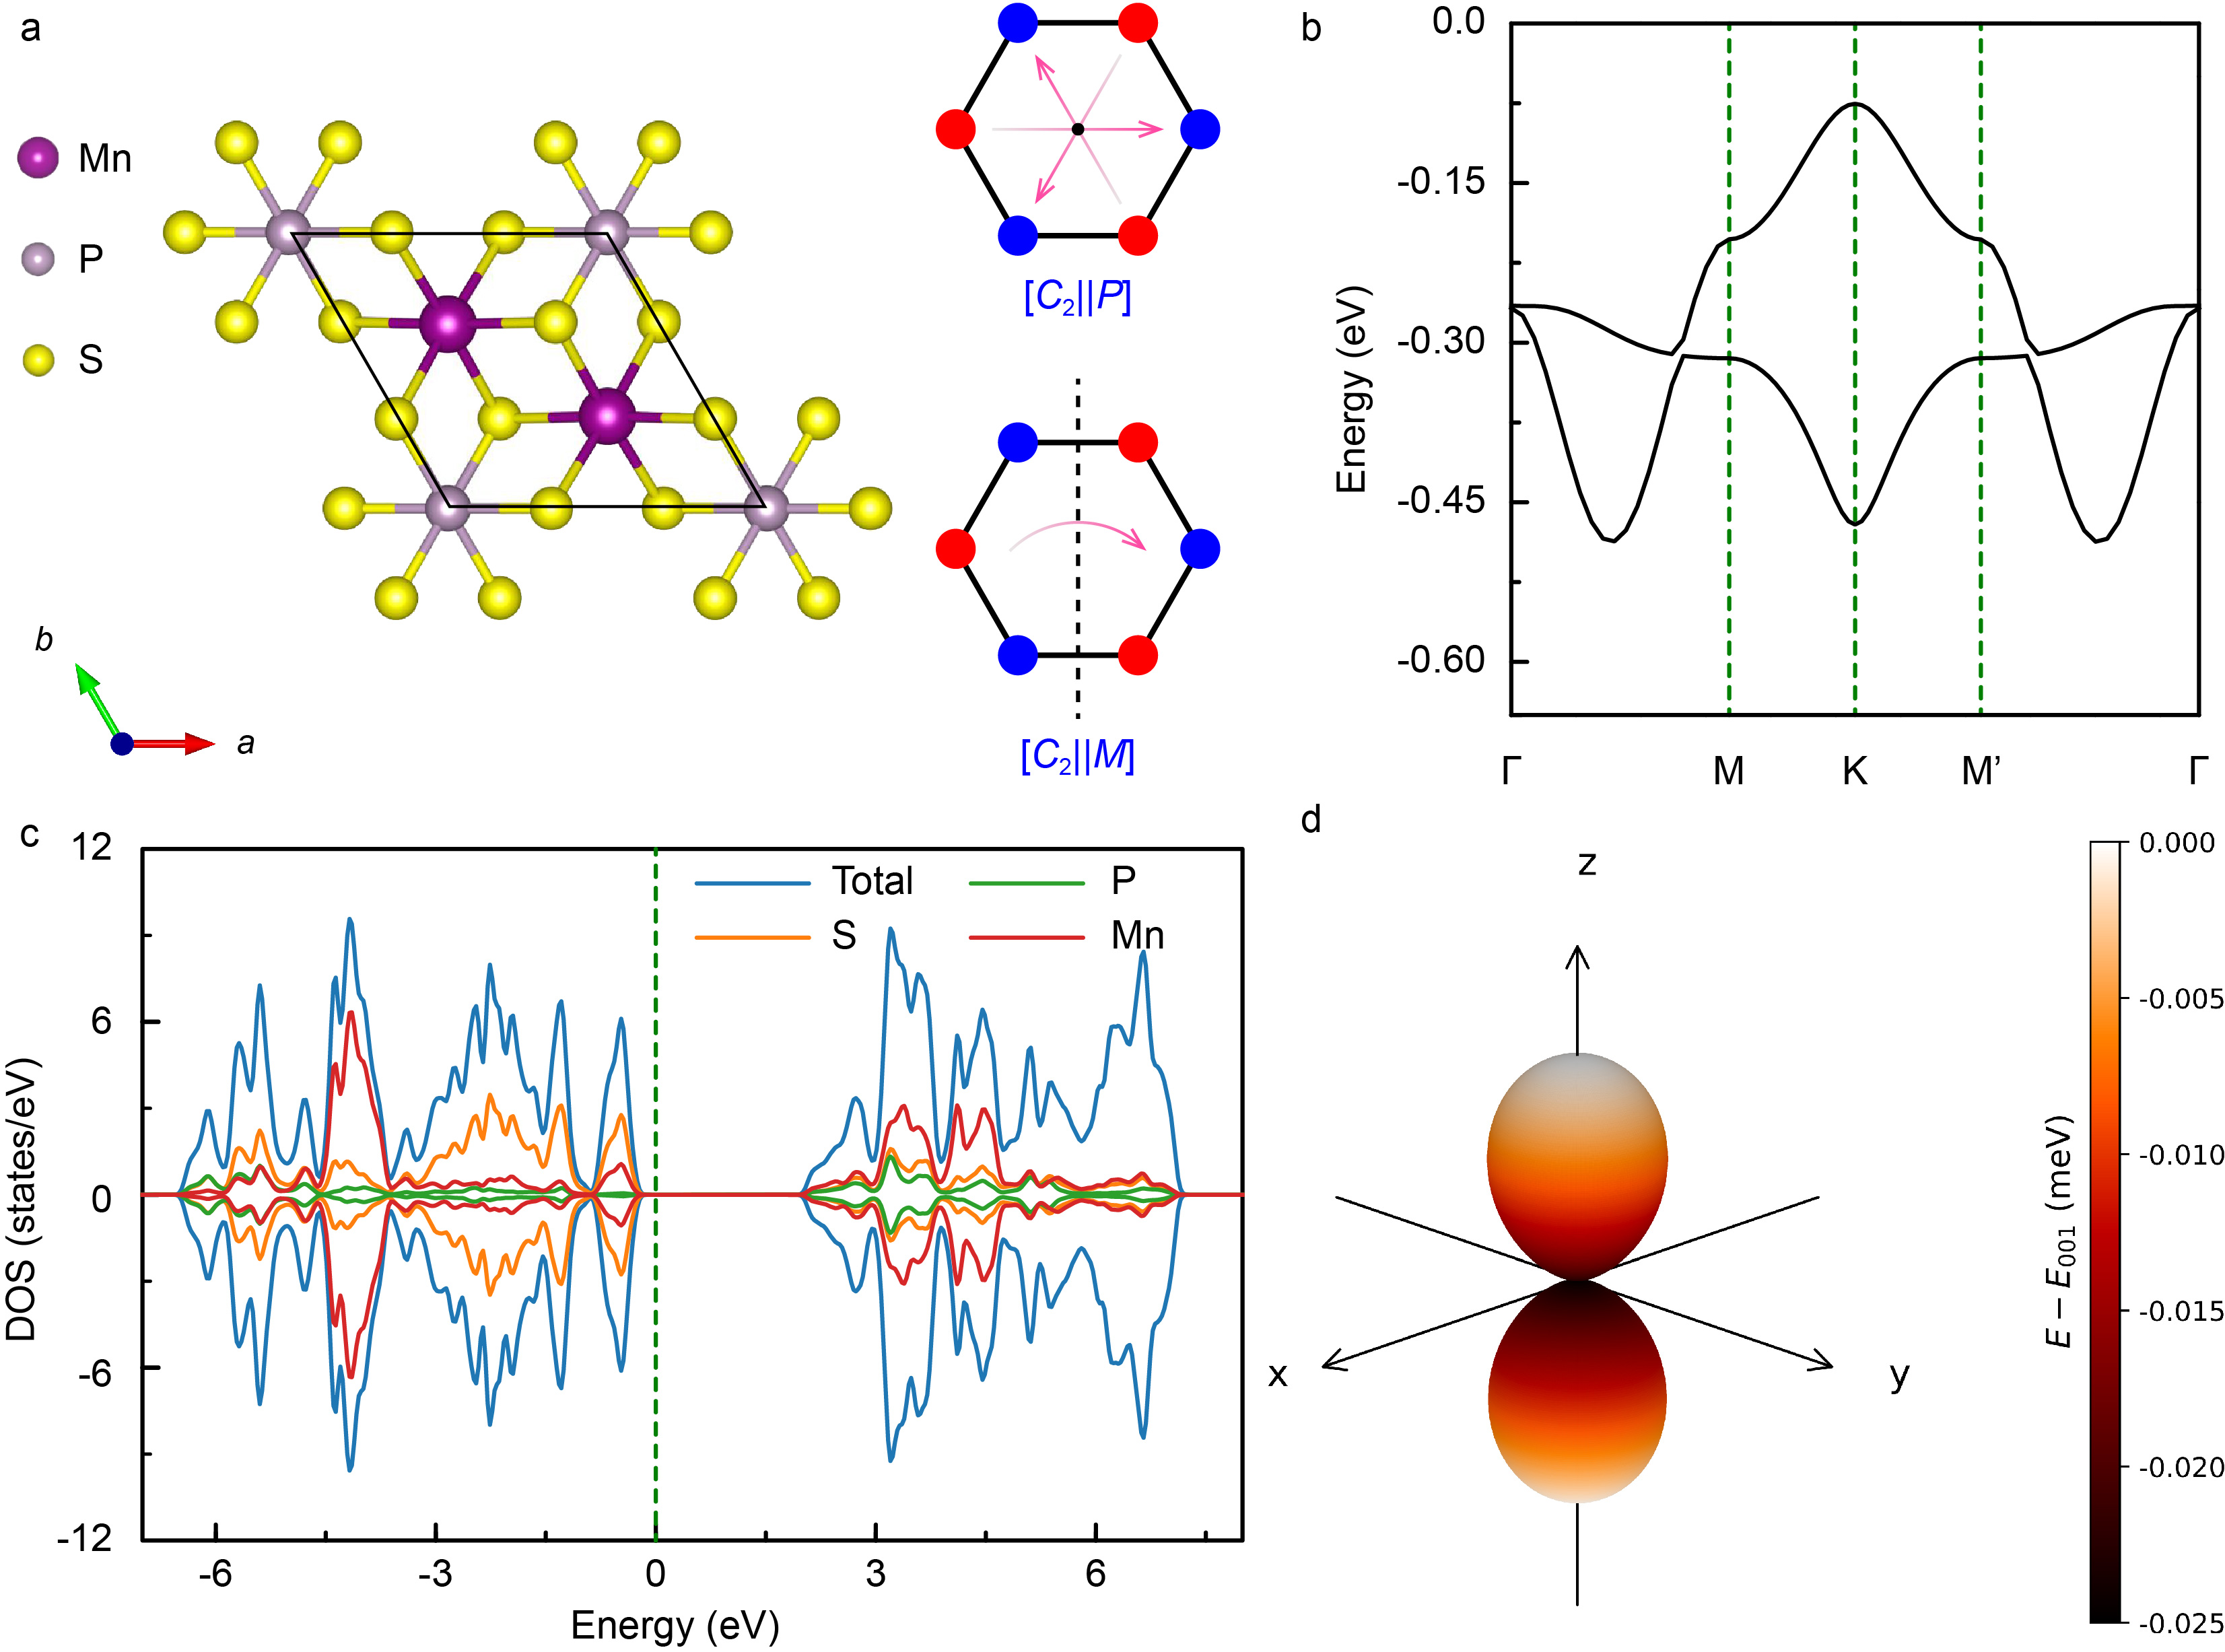 a
Mn
P
S
b
a
[C₂||P]
[C₂||M]
b
0.0
-0.15
-0.30
-0.45
-0.60
Energy (eV)
Γ M K M’ Γ
c
12
6
0
-6
-12
DOS (states/eV)
Total P
S Mn
-6 -3 0 3 6
Energy (eV)
d
z
x
y
0.000
-0.005
-0.010
-0.015
-0.020
-0.025
E − E₀₀₁ (meV)